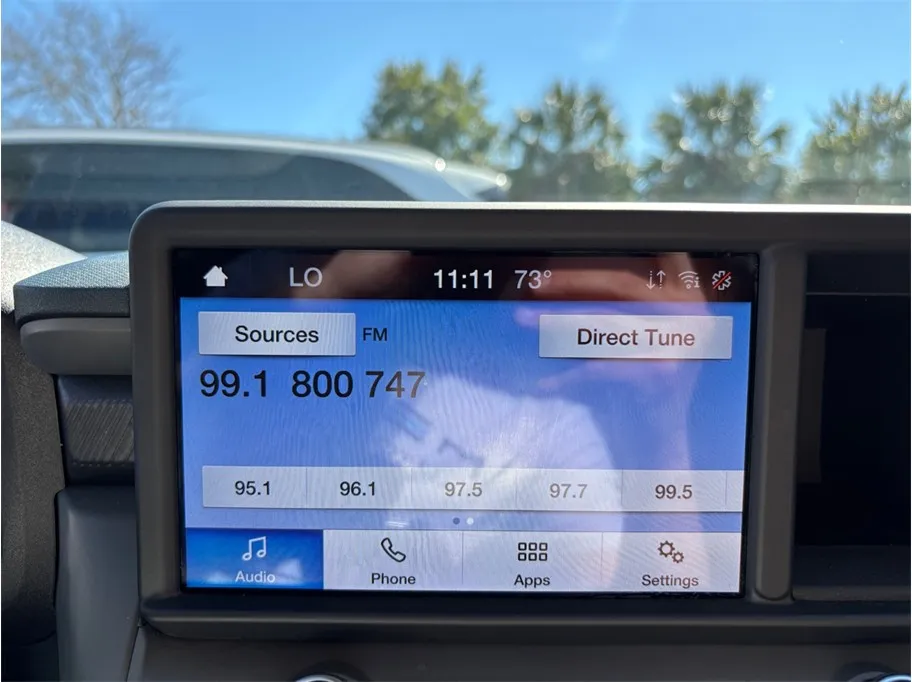 LO 11:11 73°
Sources FM Direct Tune
99.1 800 747
95.1 96.1 97.5 97.7 99.5
Audio Phone Apps Settings